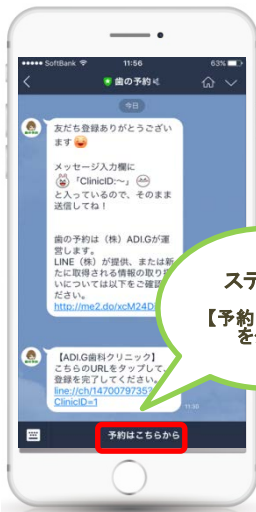 SoftBank
11:56
63%
歯の予約
今日
友だち登録ありがとうござい
ます
メッセージ入力欄に
「ClinicID:～」
と入っているので、そのまま
送信してね！
歯の予約は（株）ADI.Gが運
営します。
LINE（株）が提供、または新
たに取得される情報の取り扱
いについては以下をご確認
ださい。
http://me2.do/xcM24D
ステ
【予約
を
【ADI.G歯科クリニック】
こちらのURLをタップして、
登録を完了してください。
line://ch/1470079735?
ClinicID=1
11:30
予約はこちらから